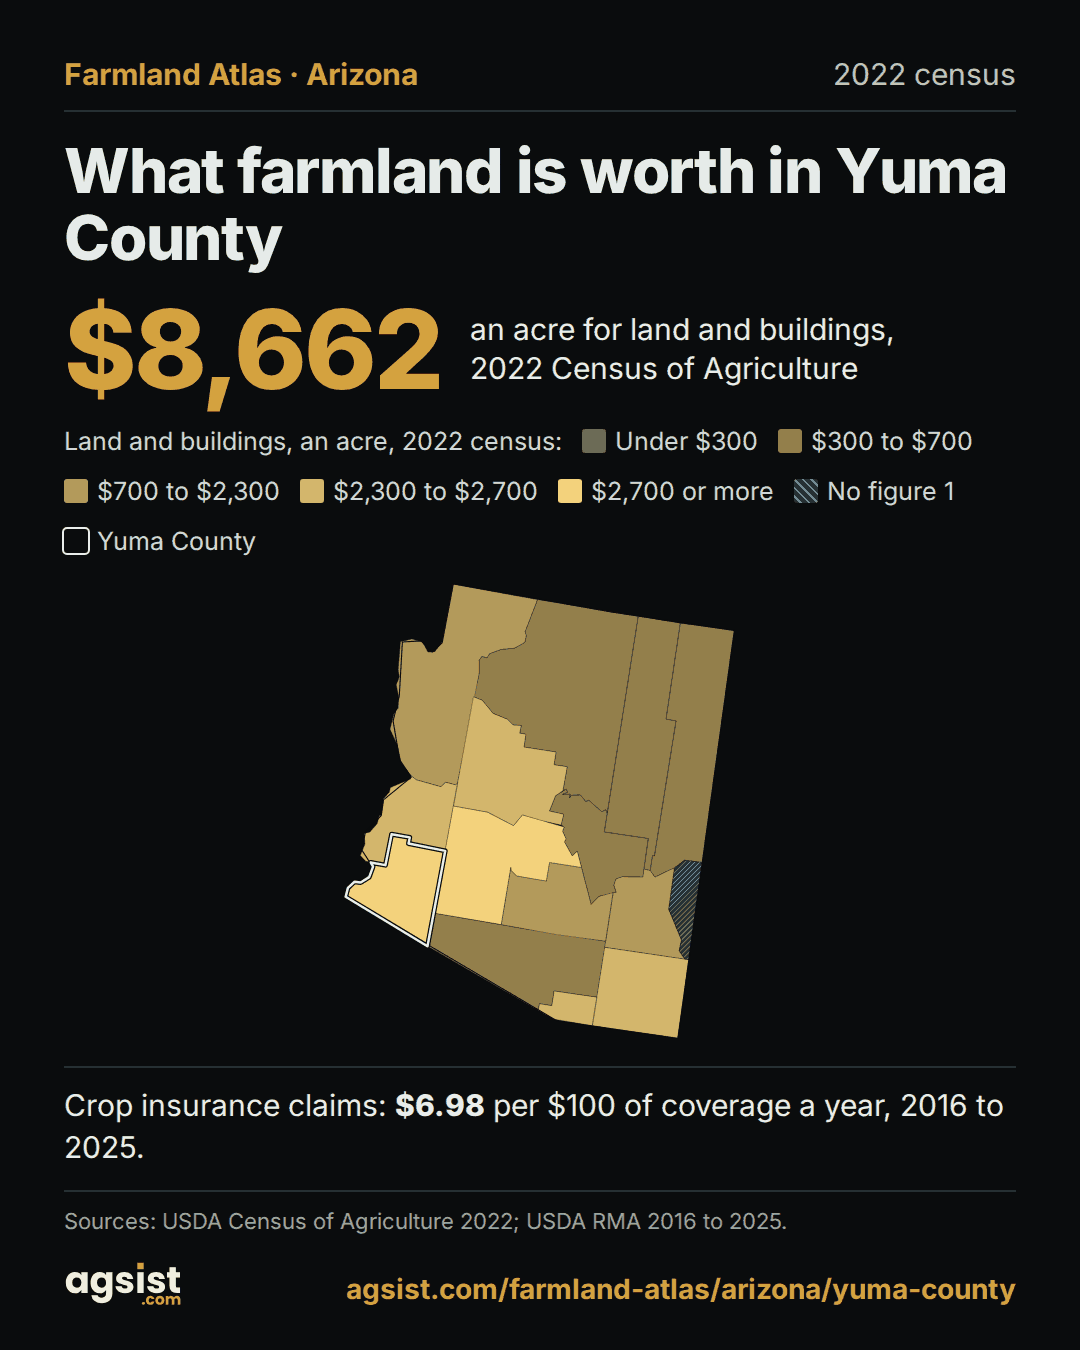 Farmland Atlas · Arizona
2022 census
What farmland is worth in Yuma
County
$8,662
an acre for land and buildings,
2022 Census of Agriculture
Land and buildings, an acre, 2022 census: Under $300 $300 to $700
$700 to $2,300 $2,300 to $2,700 $2,700 or more No figure 1
Yuma County
Crop insurance claims: $6.98 per $100 of coverage a year, 2016 to
2025.
Sources: USDA Census of Agriculture 2022; USDA RMA 2016 to 2025.
agsist
.com
agsist.com/farmland-atlas/arizona/yuma-county